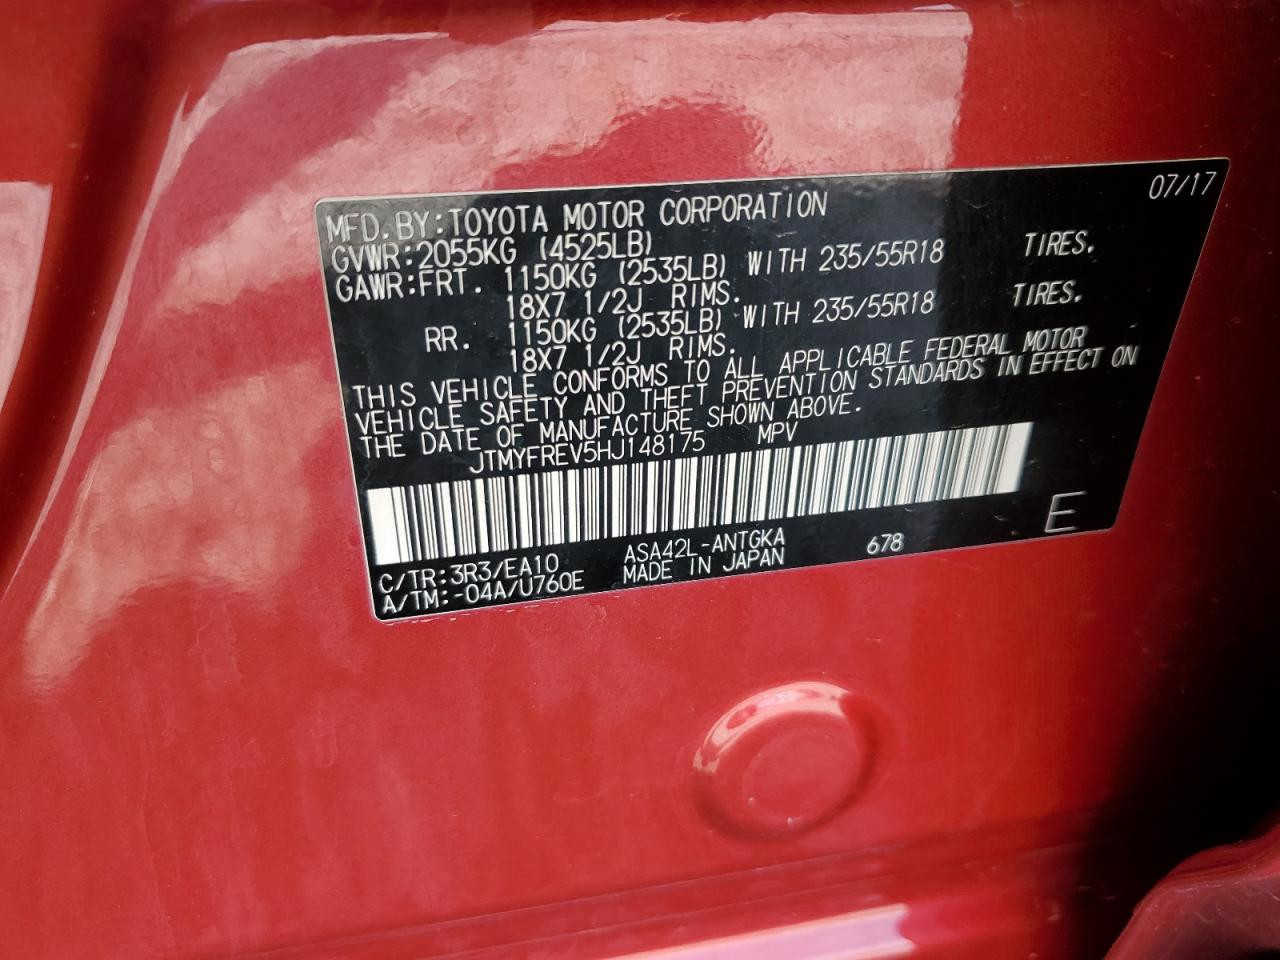 07/17
MFD.BY:TOYOTA MOTOR CORPORATION
GVWR:2055KG (4525LB)
GAWR:FRT. 1150KG (2535LB) WITH 235/55R18 TIRES.
18X7 1/2J RIMS.
RR. 1150KG (2535LB) WITH 235/55R18 TIRES.
18X7 1/2J RIMS.
THIS VEHICLE CONFORMS TO ALL APPLICABLE FEDERAL MOTOR
VEHICLE SAFETY AND THEFT PREVENTION STANDARDS IN EFFECT ON
THE DATE OF MANUFACTURE SHOWN ABOVE.
JTMYFREV5HJ148175 MPV
E
C/TR:3R3/EA10 ASA42L-ANTGKA 678
A/TM:-04A/U760E MADE IN JAPAN